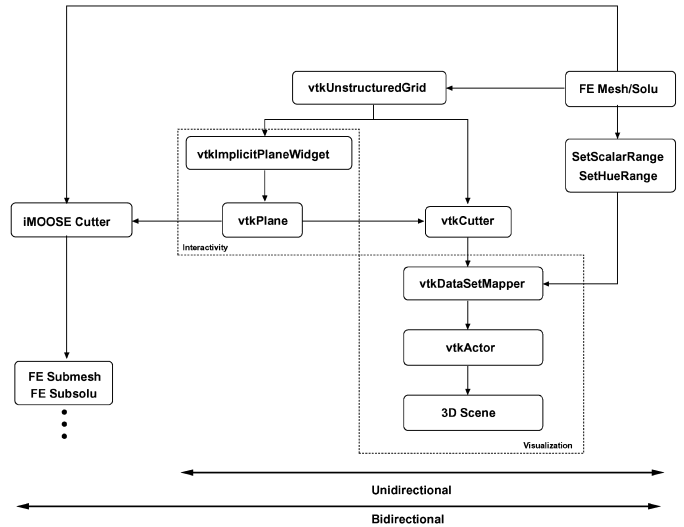 vtkUnstructuredGrid
FE Mesh/Solu
vtkImplicitPlaneWidget
SetScalarRange
SetHueRange
iMOOSE Cutter
vtkPlane
vtkCutter
Interactivity
vtkDataSetMapper
vtkActor
FE Submesh
FE Subsolu
3D Scene
Visualization
Unidirectional
Bidirectional